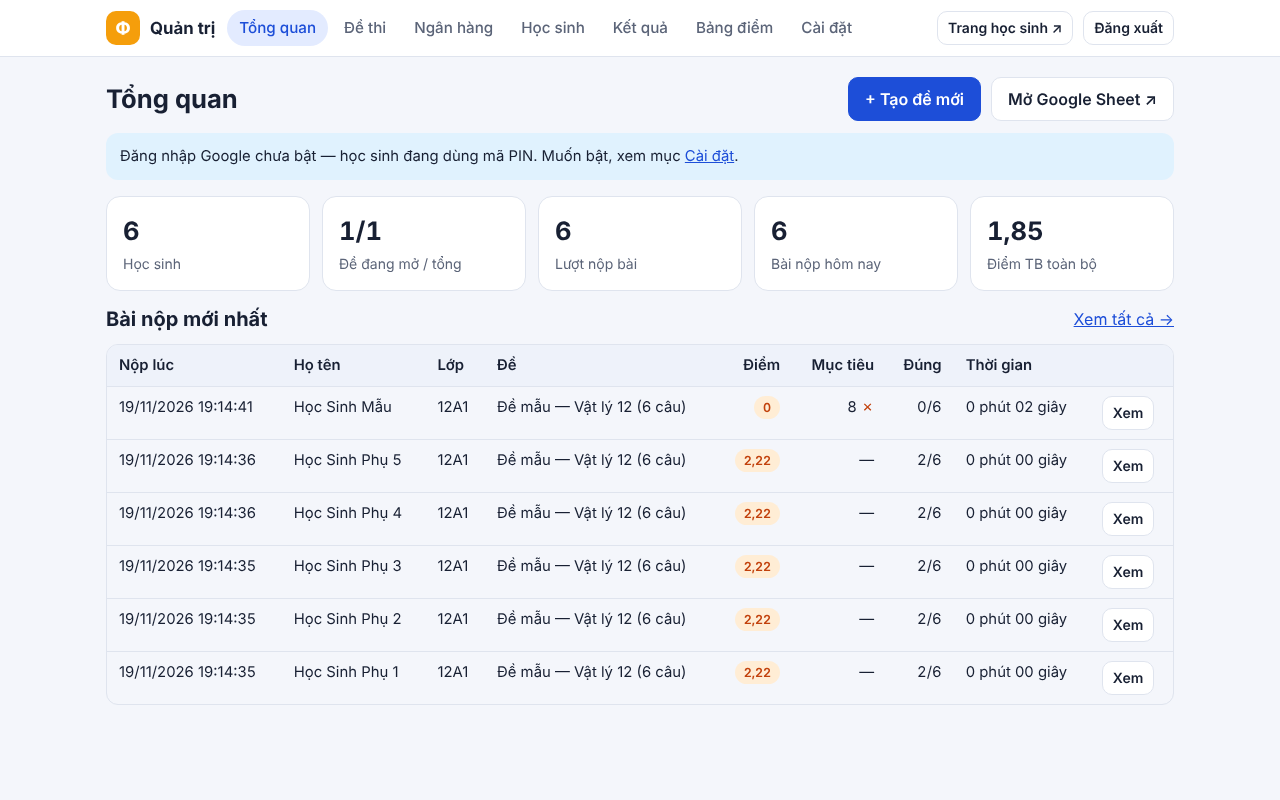 Φ Quản trị Tổng quan Đề thi Ngân hàng Học sinh Kết quả Bảng điểm Cài đặt Trang học sinh ↗ Đăng xuất
Tổng quan + Tạo đề mới Mở Google Sheet ↗
Đăng nhập Google chưa bật — học sinh đang dùng mã PIN. Muốn bật, xem mục Cài đặt.
6 1/1 6 6 1,85
Học sinh Đề đang mở / tổng Lượt nộp bài Bài nộp hôm nay Điểm TB toàn bộ
Bài nộp mới nhất Xem tất cả →
Nộp lúc Họ tên Lớp Đề Điểm Mục tiêu Đúng Thời gian
19/11/2026 19:14:41 Học Sinh Mẫu 12A1 Đề mẫu — Vật lý 12 (6 câu) 0 8 × 0/6 0 phút 02 giây Xem
19/11/2026 19:14:36 Học Sinh Phụ 5 12A1 Đề mẫu — Vật lý 12 (6 câu) 2,22 — 2/6 0 phút 00 giây Xem
19/11/2026 19:14:36 Học Sinh Phụ 4 12A1 Đề mẫu — Vật lý 12 (6 câu) 2,22 — 2/6 0 phút 00 giây Xem
19/11/2026 19:14:35 Học Sinh Phụ 3 12A1 Đề mẫu — Vật lý 12 (6 câu) 2,22 — 2/6 0 phút 00 giây Xem
19/11/2026 19:14:35 Học Sinh Phụ 2 12A1 Đề mẫu — Vật lý 12 (6 câu) 2,22 — 2/6 0 phút 00 giây Xem
19/11/2026 19:14:35 Học Sinh Phụ 1 12A1 Đề mẫu — Vật lý 12 (6 câu) 2,22 — 2/6 0 phút 00 giây Xem